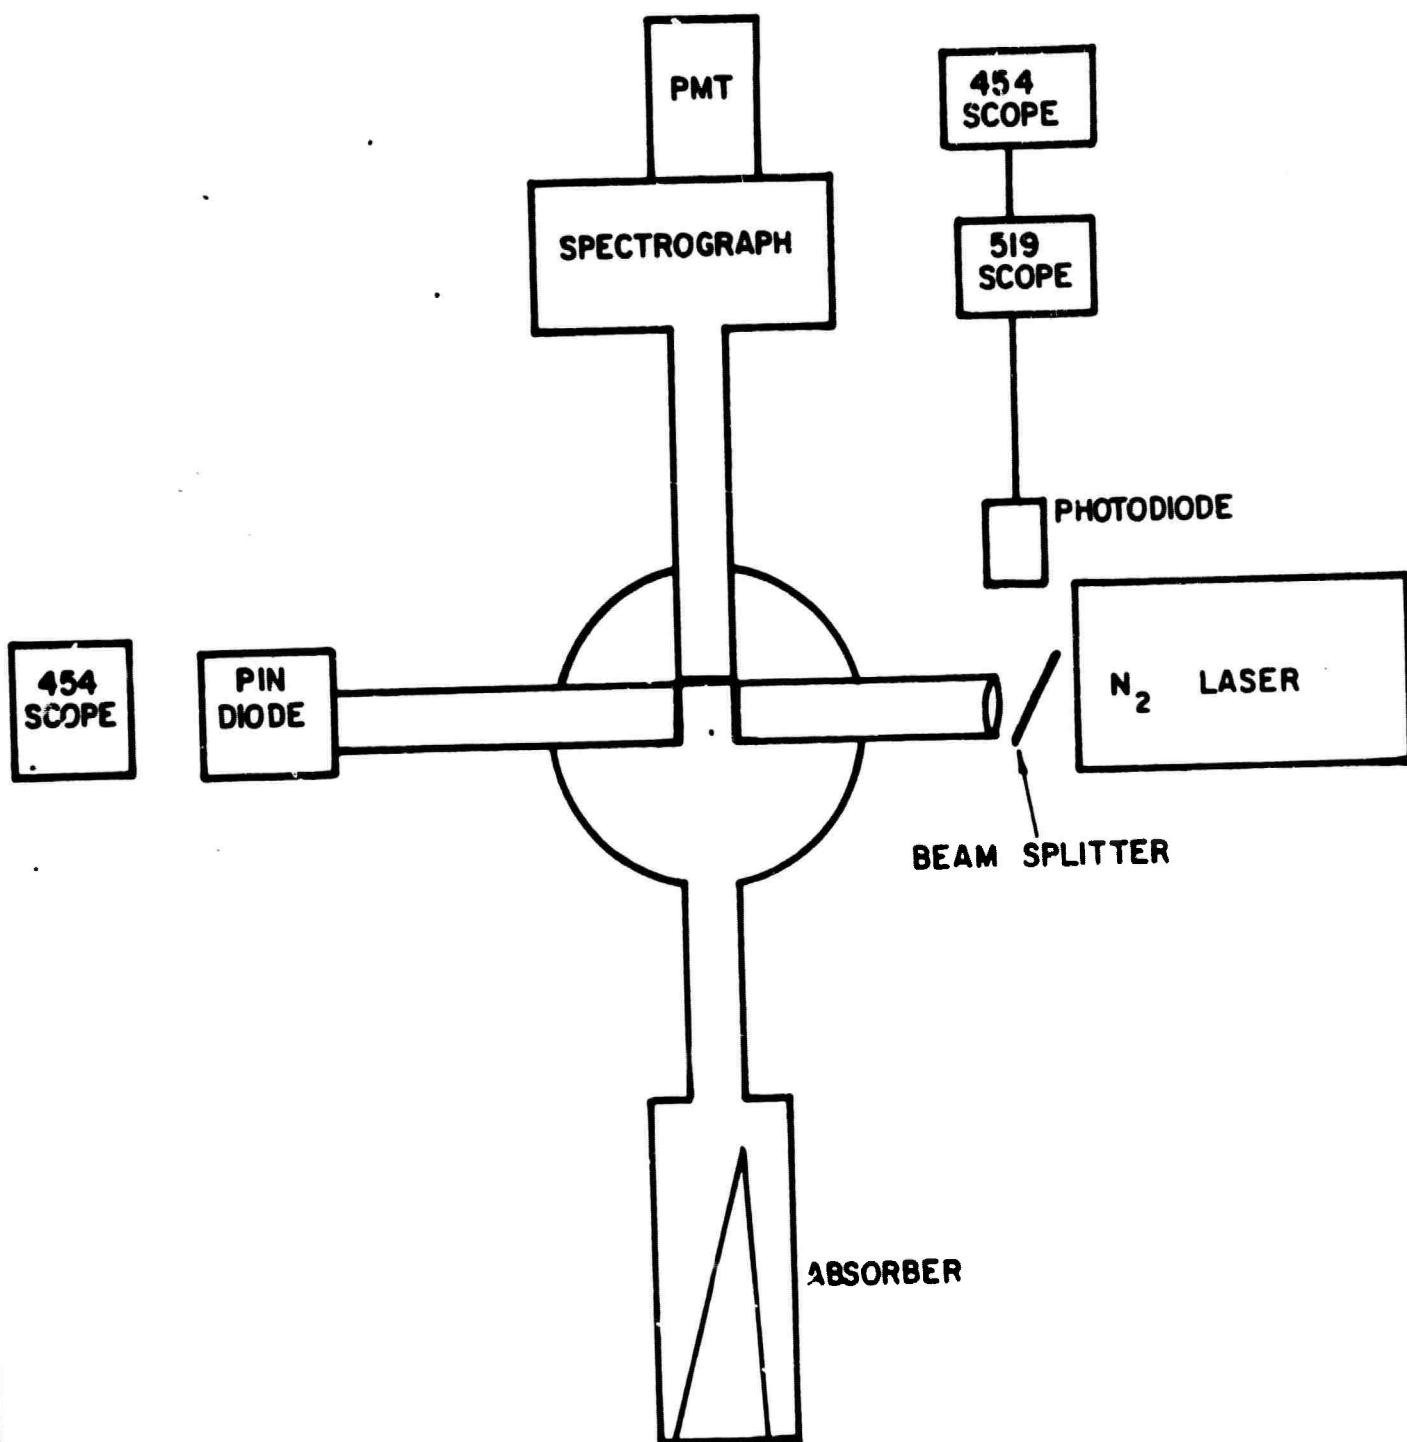 PMT
454
SCOPE
SPECTROGRAPH
519
SCOPE
PHOTODIODE
454
SCOPE
PIN
DIODE
N2 LASER
BEAM SPLITTER
ABSORBER